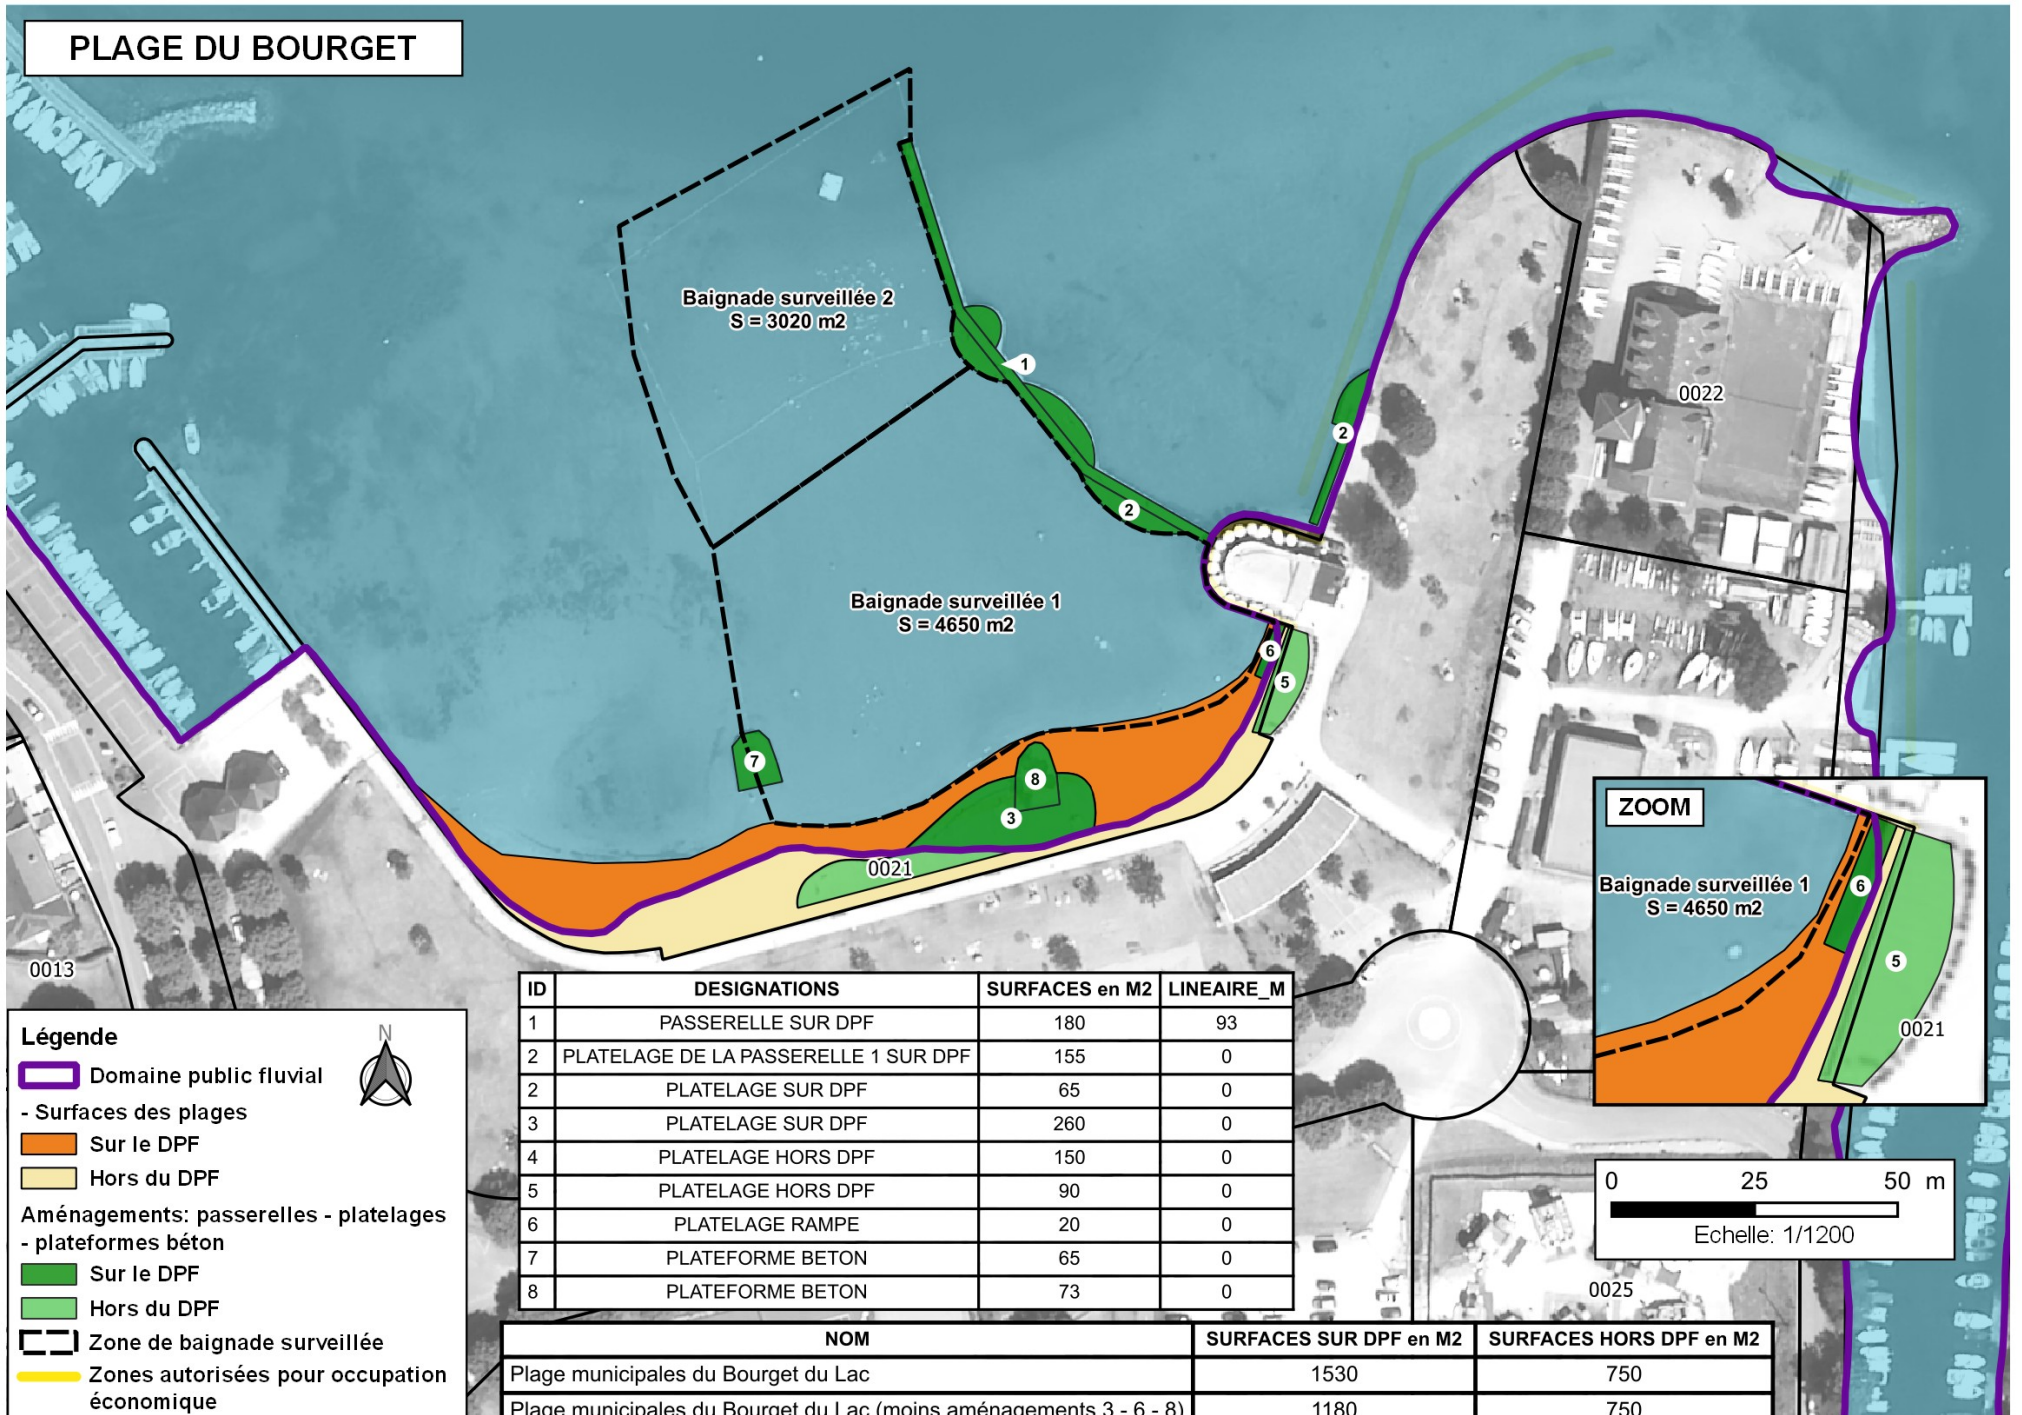 PLAGE DU BOURGET
Baignade surveillée 2
S = 3020 m2
1
2
2
0022
Baignade surveillée 1
S = 4650 m2
6
5
7
8
3
0021
0013
ZOOM
Baignade surveillée 1
S = 4650 m2
6
5
0021
ID DESIGNATIONS SURFACES en M2 LINEAIRE_M
1 PASSERELLE SUR DPF 180 93
2 PLATELAGE DE LA PASSERELLE 1 SUR DPF 155 0
2 PLATELAGE SUR DPF 65 0
3 PLATELAGE SUR DPF 260 0
4 PLATELAGE HORS DPF 150 0
5 PLATELAGE HORS DPF 90 0
6 PLATELAGE RAMPE 20 0
7 PLATEFORME BETON 65 0
8 PLATEFORME BETON 73 0
Légende
N
Domaine public fluvial
- Surfaces des plages
Sur le DPF
Hors du DPF
Aménagements: passerelles - platelages
- plateformes béton
Sur le DPF
Hors du DPF
Zone de baignade surveillée
Zones autorisées pour occupation
économique
0 25 50 m
Echelle: 1/1200
0025
NOM SURFACES SUR DPF en M2 SURFACES HORS DPF en M2
Plage municipales du Bourget du Lac 1530 750
Plage municipales du Bourget du Lac (moins aménagements 3 - 6 - 8) 1180 750